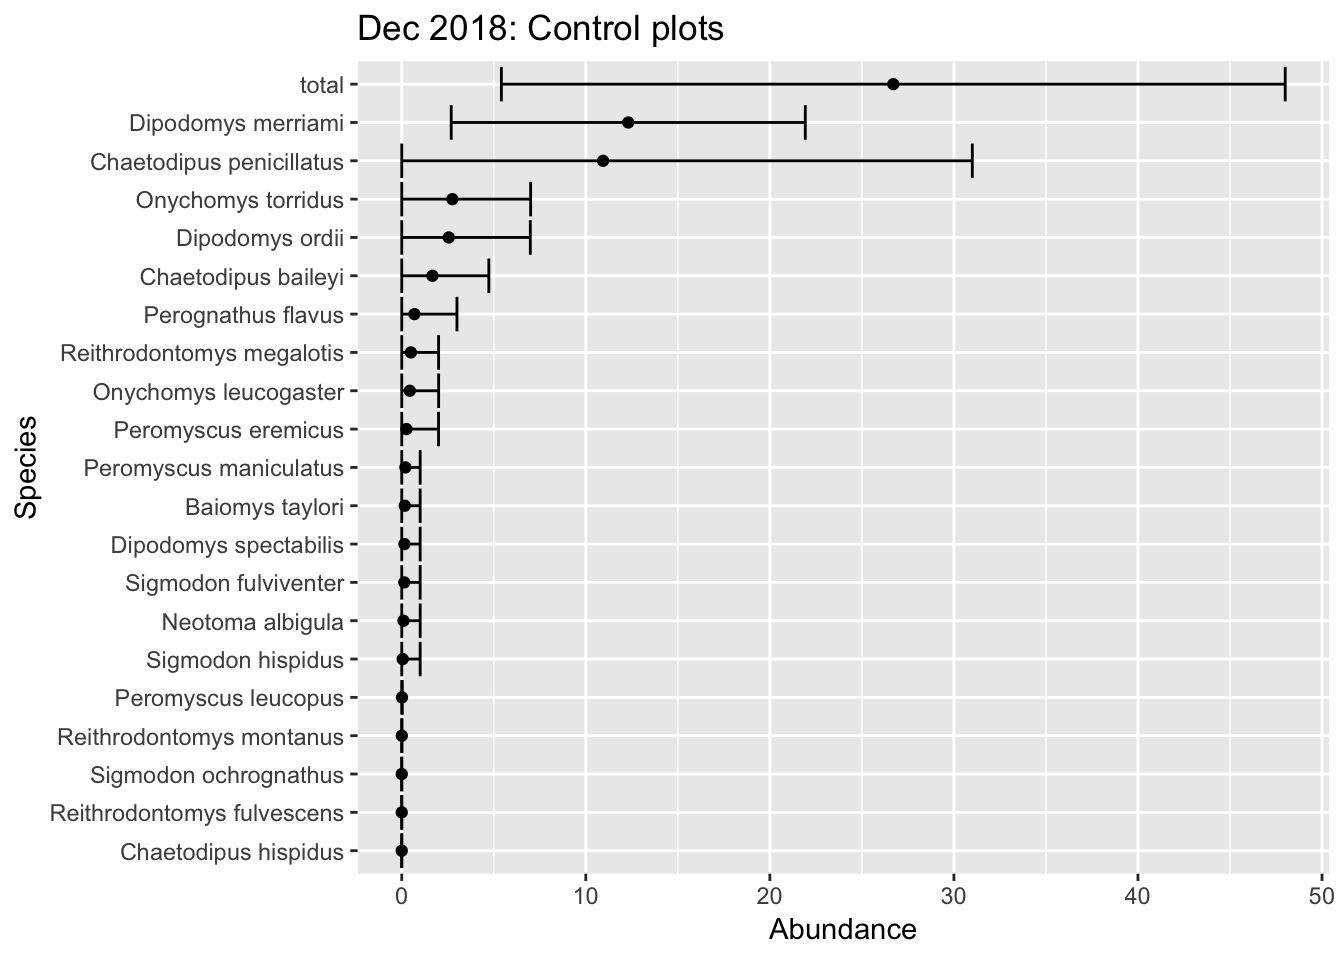 Dec 2018: Control plots
total
Dipodomys merriami
Chaetodipus penicillatus
Onychomys torridus
Dipodomys ordii
Chaetodipus baileyi
Perognathus flavus
Reithrodontomys megalotis
Onychomys leucogaster
Peromyscus eremicus
Peromyscus maniculatus
Baiomys taylori
Dipodomys spectabilis
Sigmodon fulviventer
Neotoma albigula
Sigmodon hispidus
Peromyscus leucopus
Reithrodontomys montanus
Sigmodon ochrognathus
Reithrodontomys fulvescens
Chaetodipus hispidus
Species
0 10 20 30 40 50
Abundance